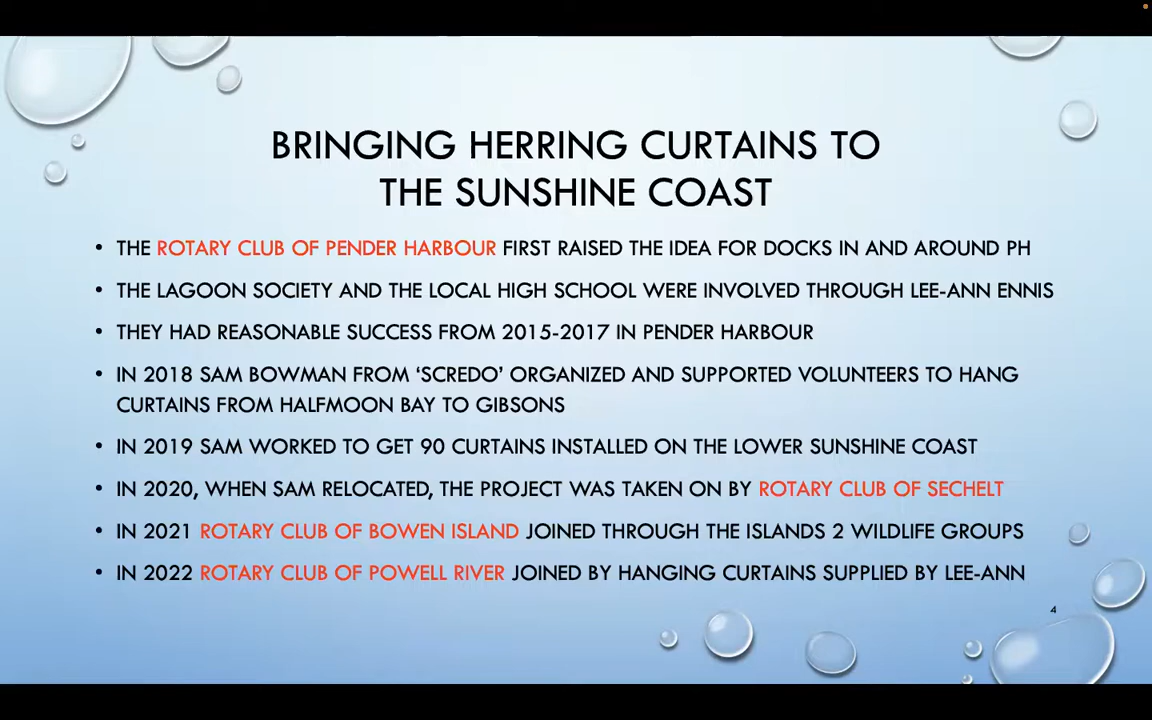 BRINGING HERRING CURTAINS TO
THE SUNSHINE COAST
• THE ROTARY CLUB OF PENDER HARBOUR FIRST RAISED THE IDEA FOR DOCKS IN AND AROUND PH
• THE LAGOON SOCIETY AND THE LOCAL HIGH SCHOOL WERE INVOLVED THROUGH LEE-ANN ENNIS
• THEY HAD REASONABLE SUCCESS FROM 2015-2017 IN PENDER HARBOUR
• IN 2018 SAM BOWMAN FROM ‘SCREDO’ ORGANIZED AND SUPPORTED VOLUNTEERS TO HANG
CURTAINS FROM HALFMOON BAY TO GIBSONS
• IN 2019 SAM WORKED TO GET 90 CURTAINS INSTALLED ON THE LOWER SUNSHINE COAST
• IN 2020, WHEN SAM RELOCATED, THE PROJECT WAS TAKEN ON BY ROTARY CLUB OF SECHELT
• IN 2021 ROTARY CLUB OF BOWEN ISLAND JOINED THROUGH THE ISLANDS 2 WILDLIFE GROUPS
• IN 2022 ROTARY CLUB OF POWELL RIVER JOINED BY HANGING CURTAINS SUPPLIED BY LEE-ANN
4